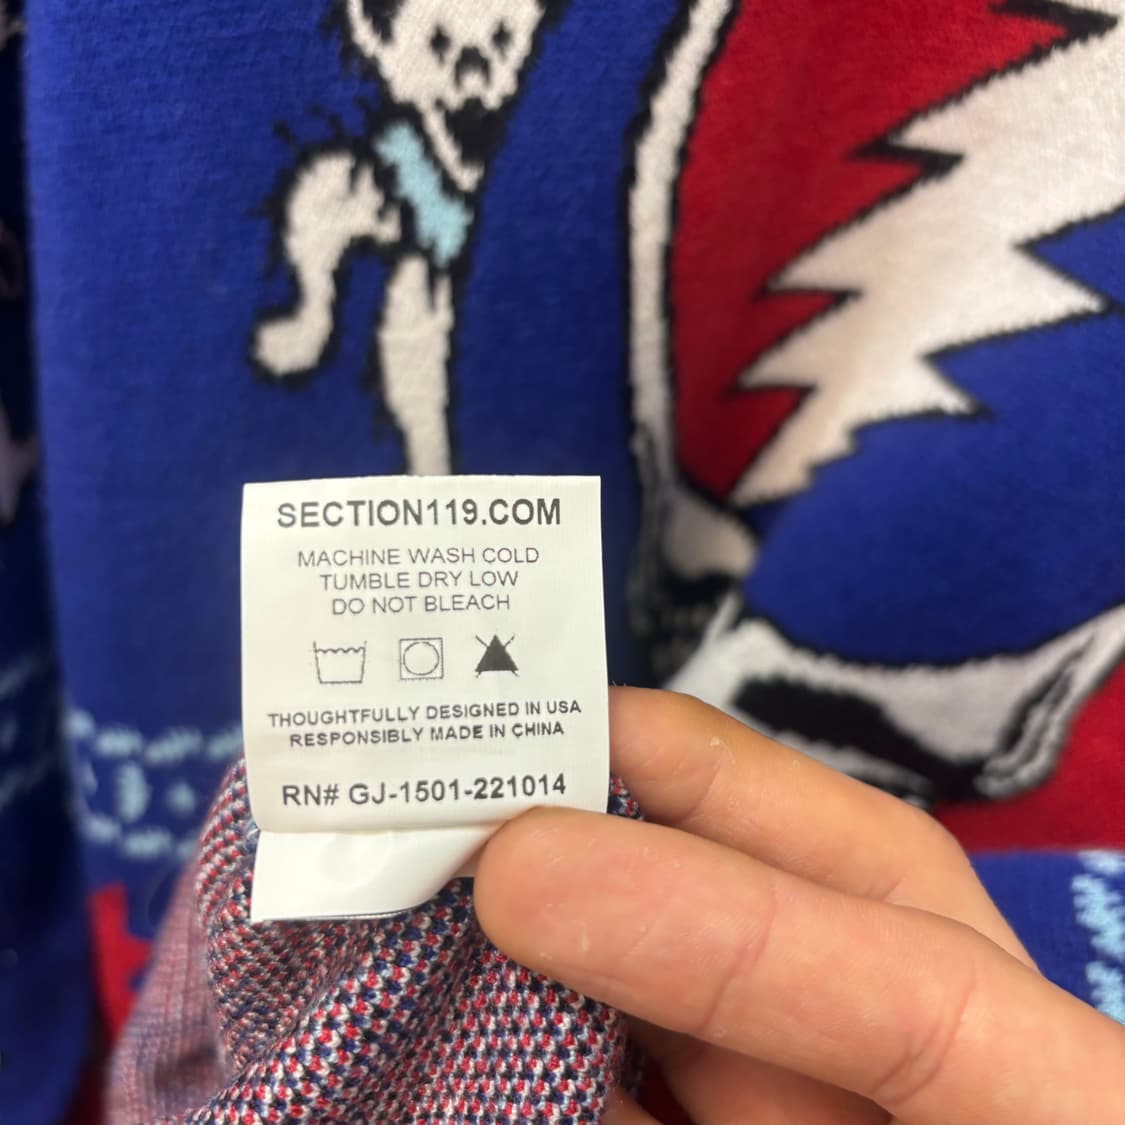 SECTION119.COM
MACHINE WASH COLD
TUMBLE DRY LOW
DO NOT BLEACH
THOUGHTFULLY DESIGNED IN USA
RESPONSIBLY MADE IN CHINA
RN# GJ-1501-221014